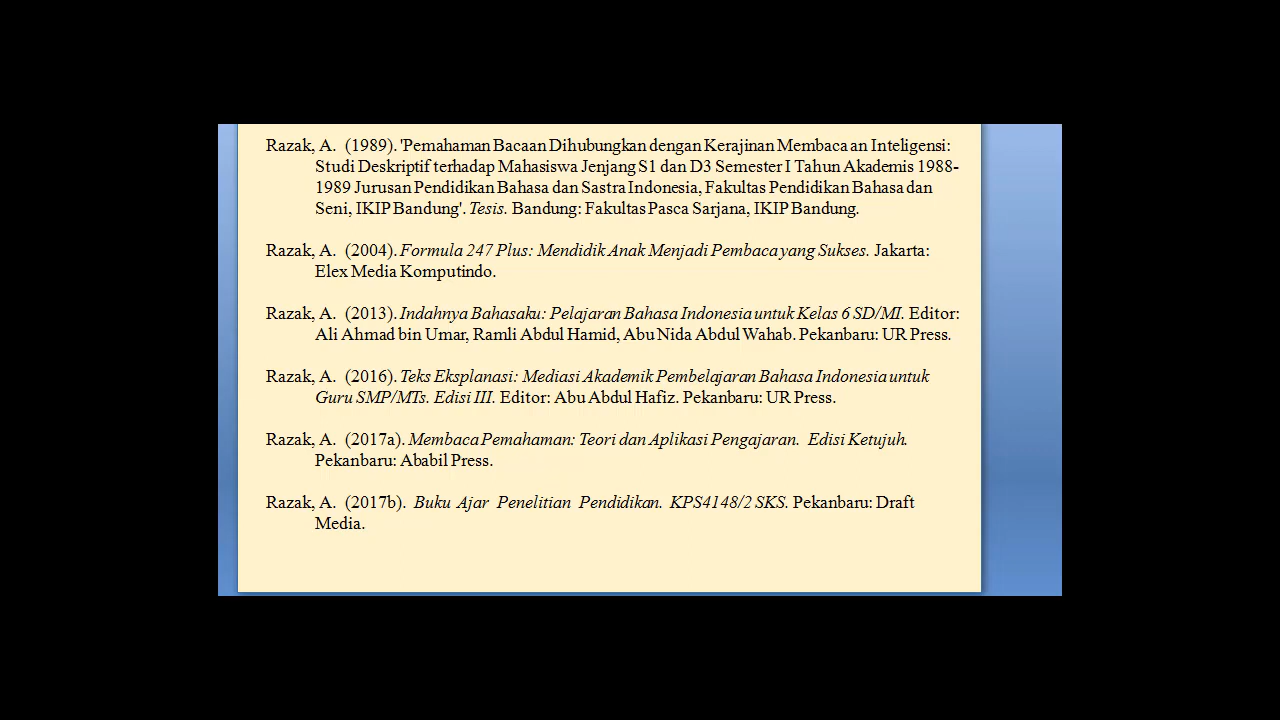 Razak, A. (1989). 'Pemahaman Bacaan Dihubungkan dengan Kerajinan Membaca an Inteligensi:
Studi Deskriptif terhadap Mahasiswa Jenjang S1 dan D3 Semester I Tahun Akademis 1988-
1989 Jurusan Pendidikan Bahasa dan Sastra Indonesia, Fakultas Pendidikan Bahasa dan
Seni, IKIP Bandung'. Tesis. Bandung: Fakultas Pasca Sarjana, IKIP Bandung.
Razak, A. (2004). Formula 247 Plus: Mendidik Anak Menjadi Pembaca yang Sukses. Jakarta:
Elex Media Komputindo.
Razak, A. (2013). Indahnya Bahasaku: Pelajaran Bahasa Indonesia untuk Kelas 6 SD/MI. Editor:
Ali Ahmad bin Umar, Ramli Abdul Hamid, Abu Nida Abdul Wahab. Pekanbaru: UR Press.
Razak, A. (2016). Teks Eksplanasi: Mediasi Akademik Pembelajaran Bahasa Indonesia untuk
Guru SMP/MTs. Edisi III. Editor: Abu Abdul Hafiz. Pekanbaru: UR Press.
Razak, A. (2017a). Membaca Pemahaman: Teori dan Aplikasi Pengajaran. Edisi Ketujuh.
Pekanbaru: Ababil Press.
Razak, A. (2017b). Buku Ajar Penelitian Pendidikan. KPS4148/2 SKS. Pekanbaru: Draft
Media.